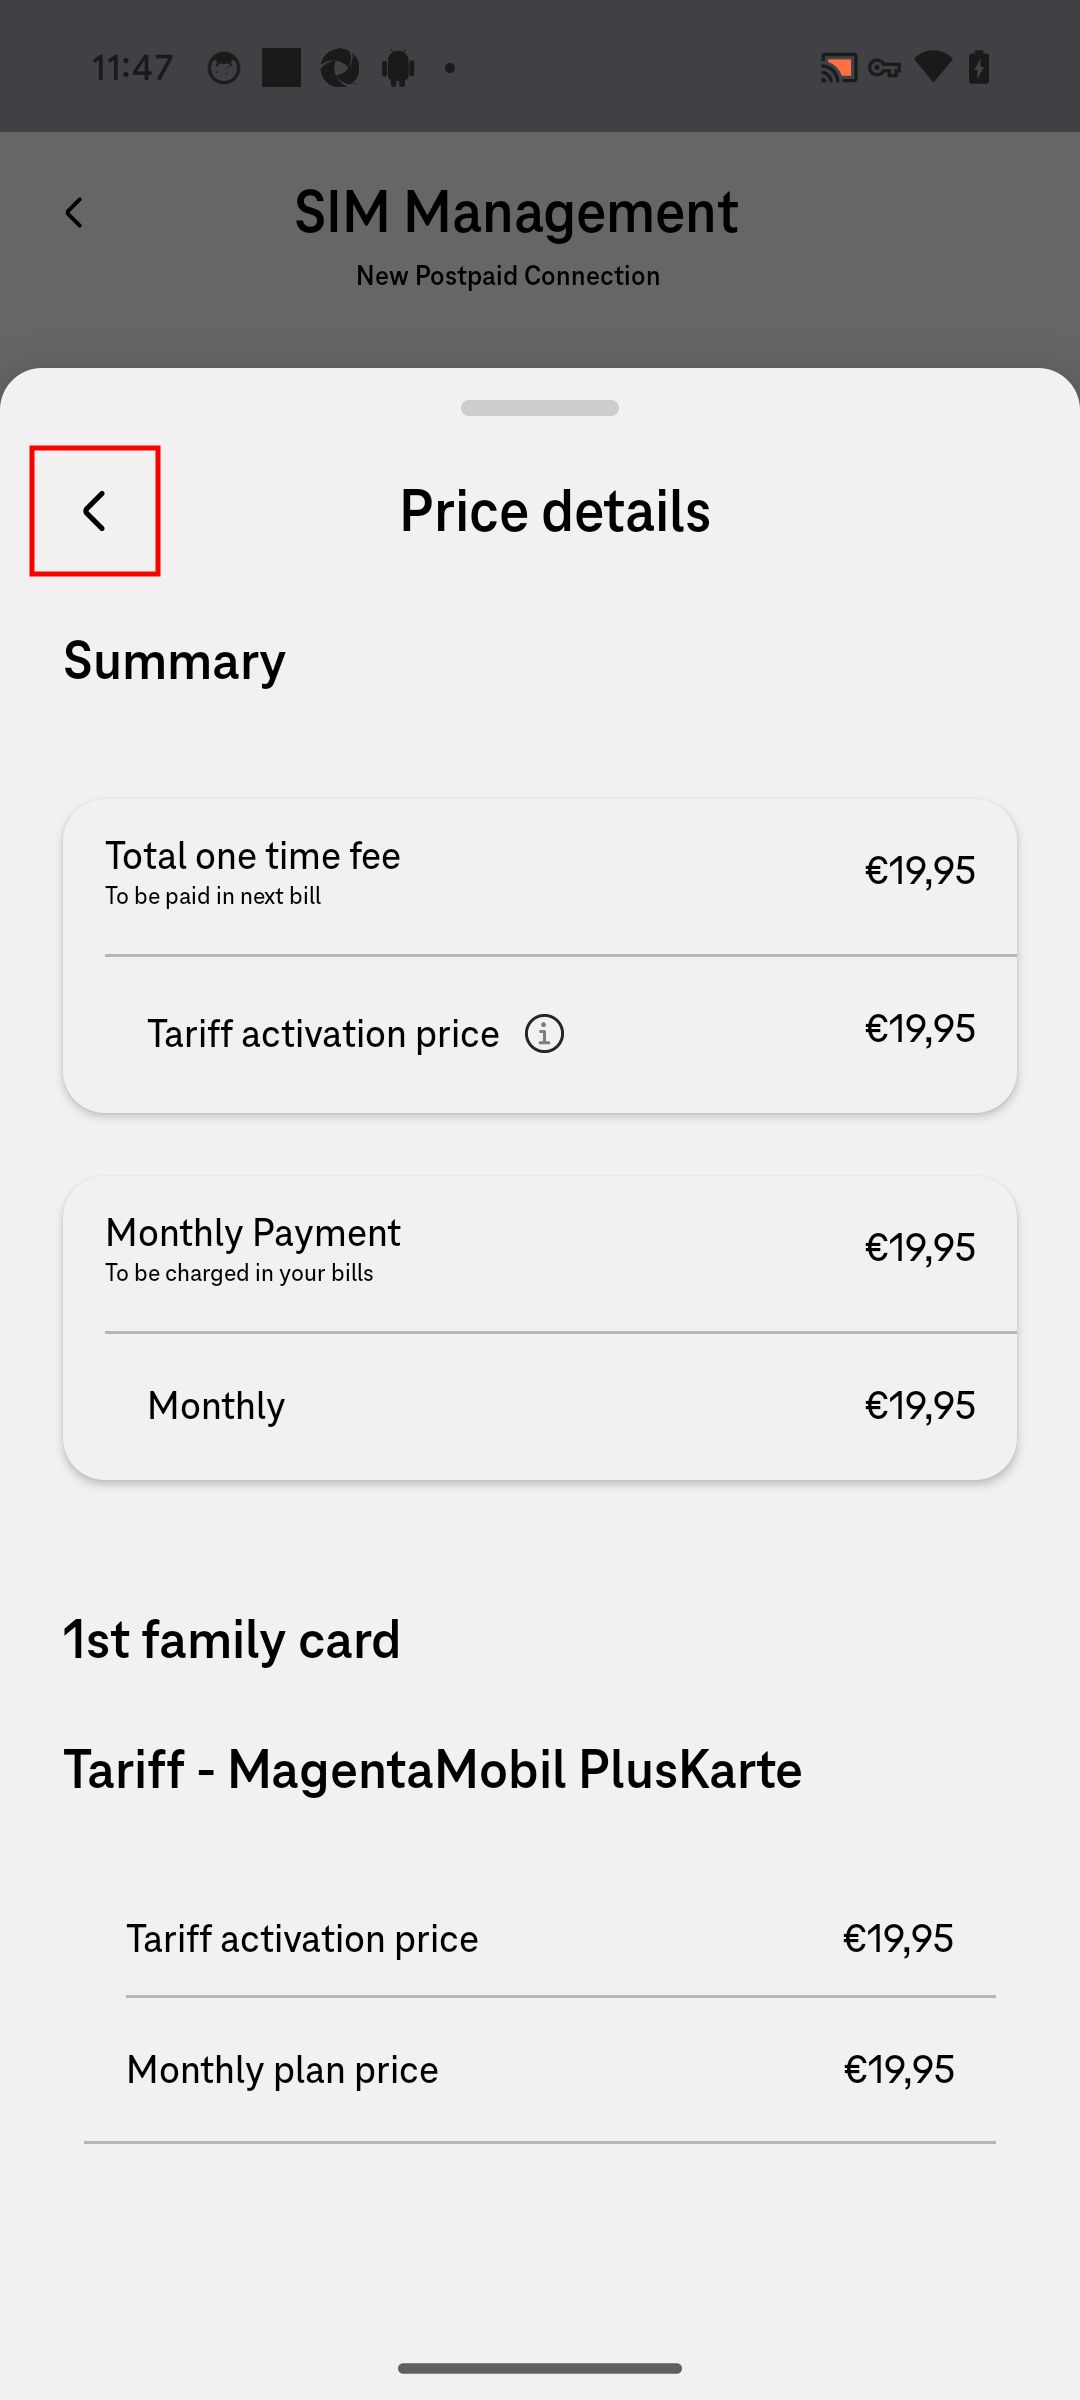 11:47
SIM Management
New Postpaid Connection
Price details
Summary
Total one time fee
€19,95
To be paid in next bill
Tariff activation price
€19,95
Monthly Payment
€19,95
To be charged in your bills
Monthly
€19,95
1st family card
Tariff - MagentaMobil PlusKarte
Tariff activation price
€19,95
Monthly plan price
€19,95